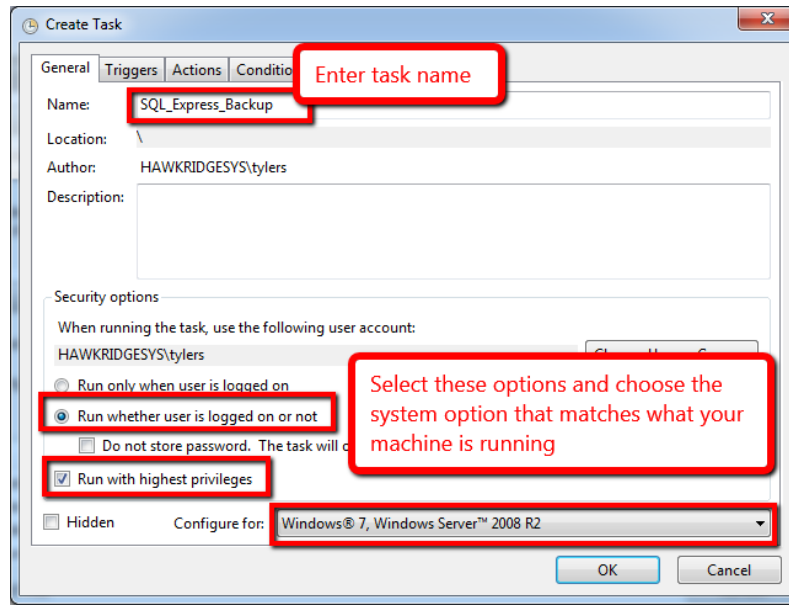 Create Task
General Triggers Actions
Enter task name
Name: SQL_Express_Backup
Location: \
Author: HAWKRIDGESYS\tylers
Description:
Security options
When running the task, use the following user account:
HAWKRIDGESYS\tylers
Run only when user is logged on
Select these options and choose the
system option that matches what your
machine is running
Run whether user is logged on or not
Do not store password. The task will
Run with highest privileges
Hidden Configure for: Windows® 7, Windows Server™ 2008 R2
OK Cancel